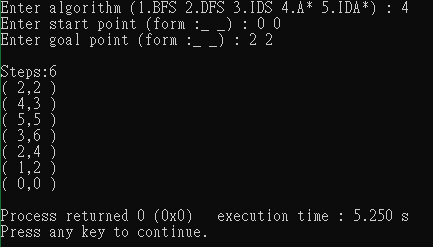 Enter algorithm (1.BFS 2.DFS 3.IDS 4.A* 5.IDA*) : 4
Enter start point (form :_ _) : 0 0
Enter goal point (form :_ _) : 2 2
Steps:6
( 2,2 )
( 4,3 )
( 5,5 )
( 3,6 )
( 2,4 )
( 1,2 )
( 0,0 )
Process returned 0 (0x0)   execution time : 5.250 s
Press any key to continue.